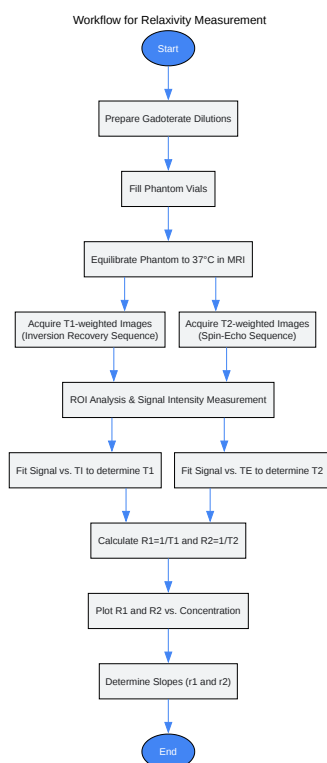 Workflow for Relaxivity Measurement
Start
Prepare Gadoterate Dilutions
Fill Phantom Vials
Equilibrate Phantom to 37°C in MRI
Acquire T1-weighted Images
(Inversion Recovery Sequence)
Acquire T2-weighted Images
(Spin-Echo Sequence)
ROI Analysis & Signal Intensity Measurement
Fit Signal vs. TI to determine T1
Fit Signal vs. TE to determine T2
Calculate R1=1/T1 and R2=1/T2
Plot R1 and R2 vs. Concentration
Determine Slopes (r1 and r2)
End